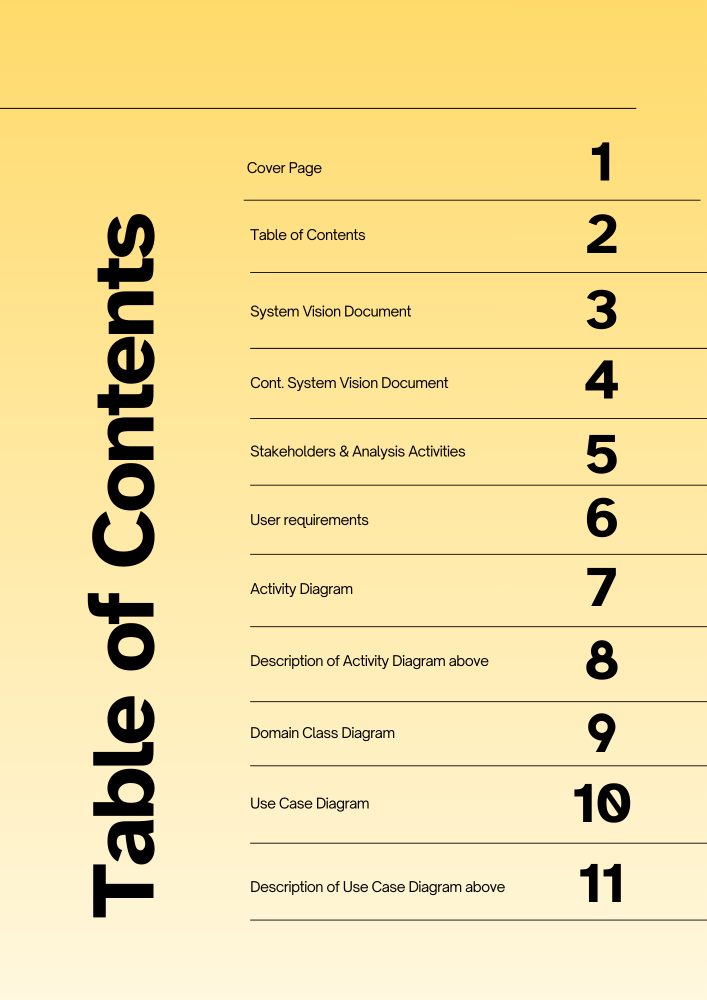 Table of Contents
Cover Page 1
Table of Contents 2
System Vision Document 3
Cont. System Vision Document 4
Stakeholders & Analysis Activities 5
User requirements 6
Activity Diagram 7
Description of Activity Diagram above 8
Domain Class Diagram 9
Use Case Diagram 10
Description of Use Case Diagram above 11